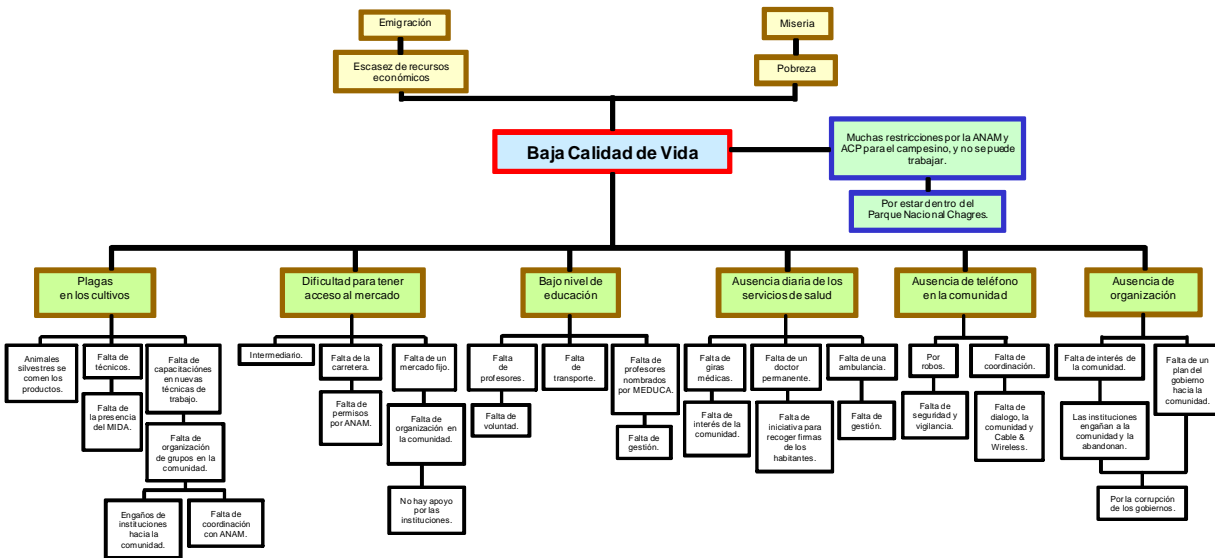 Emigración
Miseria
Escasez de recursos
económicos
Pobreza
Baja Calidad de Vida
Muchas restricciones por la ANAM y
ACP para el campesino, y no se puede
trabajar.
Por estar dentro del
Parque Nacional Chagres.
Plagas
en los cultivos
Dificultad para tener
acceso al mercado
Bajo nivel de
educación
Ausencia diaria de los
servicios de salud
Ausencia de teléfono
en la comunidad
Ausencia de
organización
Animales
silvestres se
comen los
productos.
Falta de
técnicos.
Falta de
la presencia
del MIDA.
Falta de
capacitaciónes
en nuevas
técnicas de
trabajo.
Falta de
organización
de grupos en la
comunidad.
Engaños de
instituciones
hacia la
comunidad.
Falta de
coordinación
con ANAM.
Intermediario.
Falta de la
carretera.
Falta de
permisos
por ANAM.
Falta de un
mercado fijo.
Falta de
organización en
la comunidad.
No hay apoyo
por las
instituciones.
Falta
de
profesores.
Falta de
voluntad.
Falta
de
transporte.
Falta de
profesores
nombrados
por MEDUCA.
Falta de
gestión.
Falta de
giras
médicas.
Falta de
interés de la
comunidad.
Falta de un
doctor
permanente.
Falta de
iniciativa para
recoger firmas
de los
habitantes.
Falta de una
ambulancia.
Falta de
gestión.
Por
robos.
Falta de
seguridad y
vigilancia.
Falta de
coordinación.
Falta de
dialogo, la
comunidad y
Cable &
Wireless.
Falta de interés de
la comunidad.
Las instituciones
engañan a la
comunidad y la
abandonan.
Falta de un
plan del
gobierno
hacia la
comunidad.
Por la corrupción
de los gobiernos.